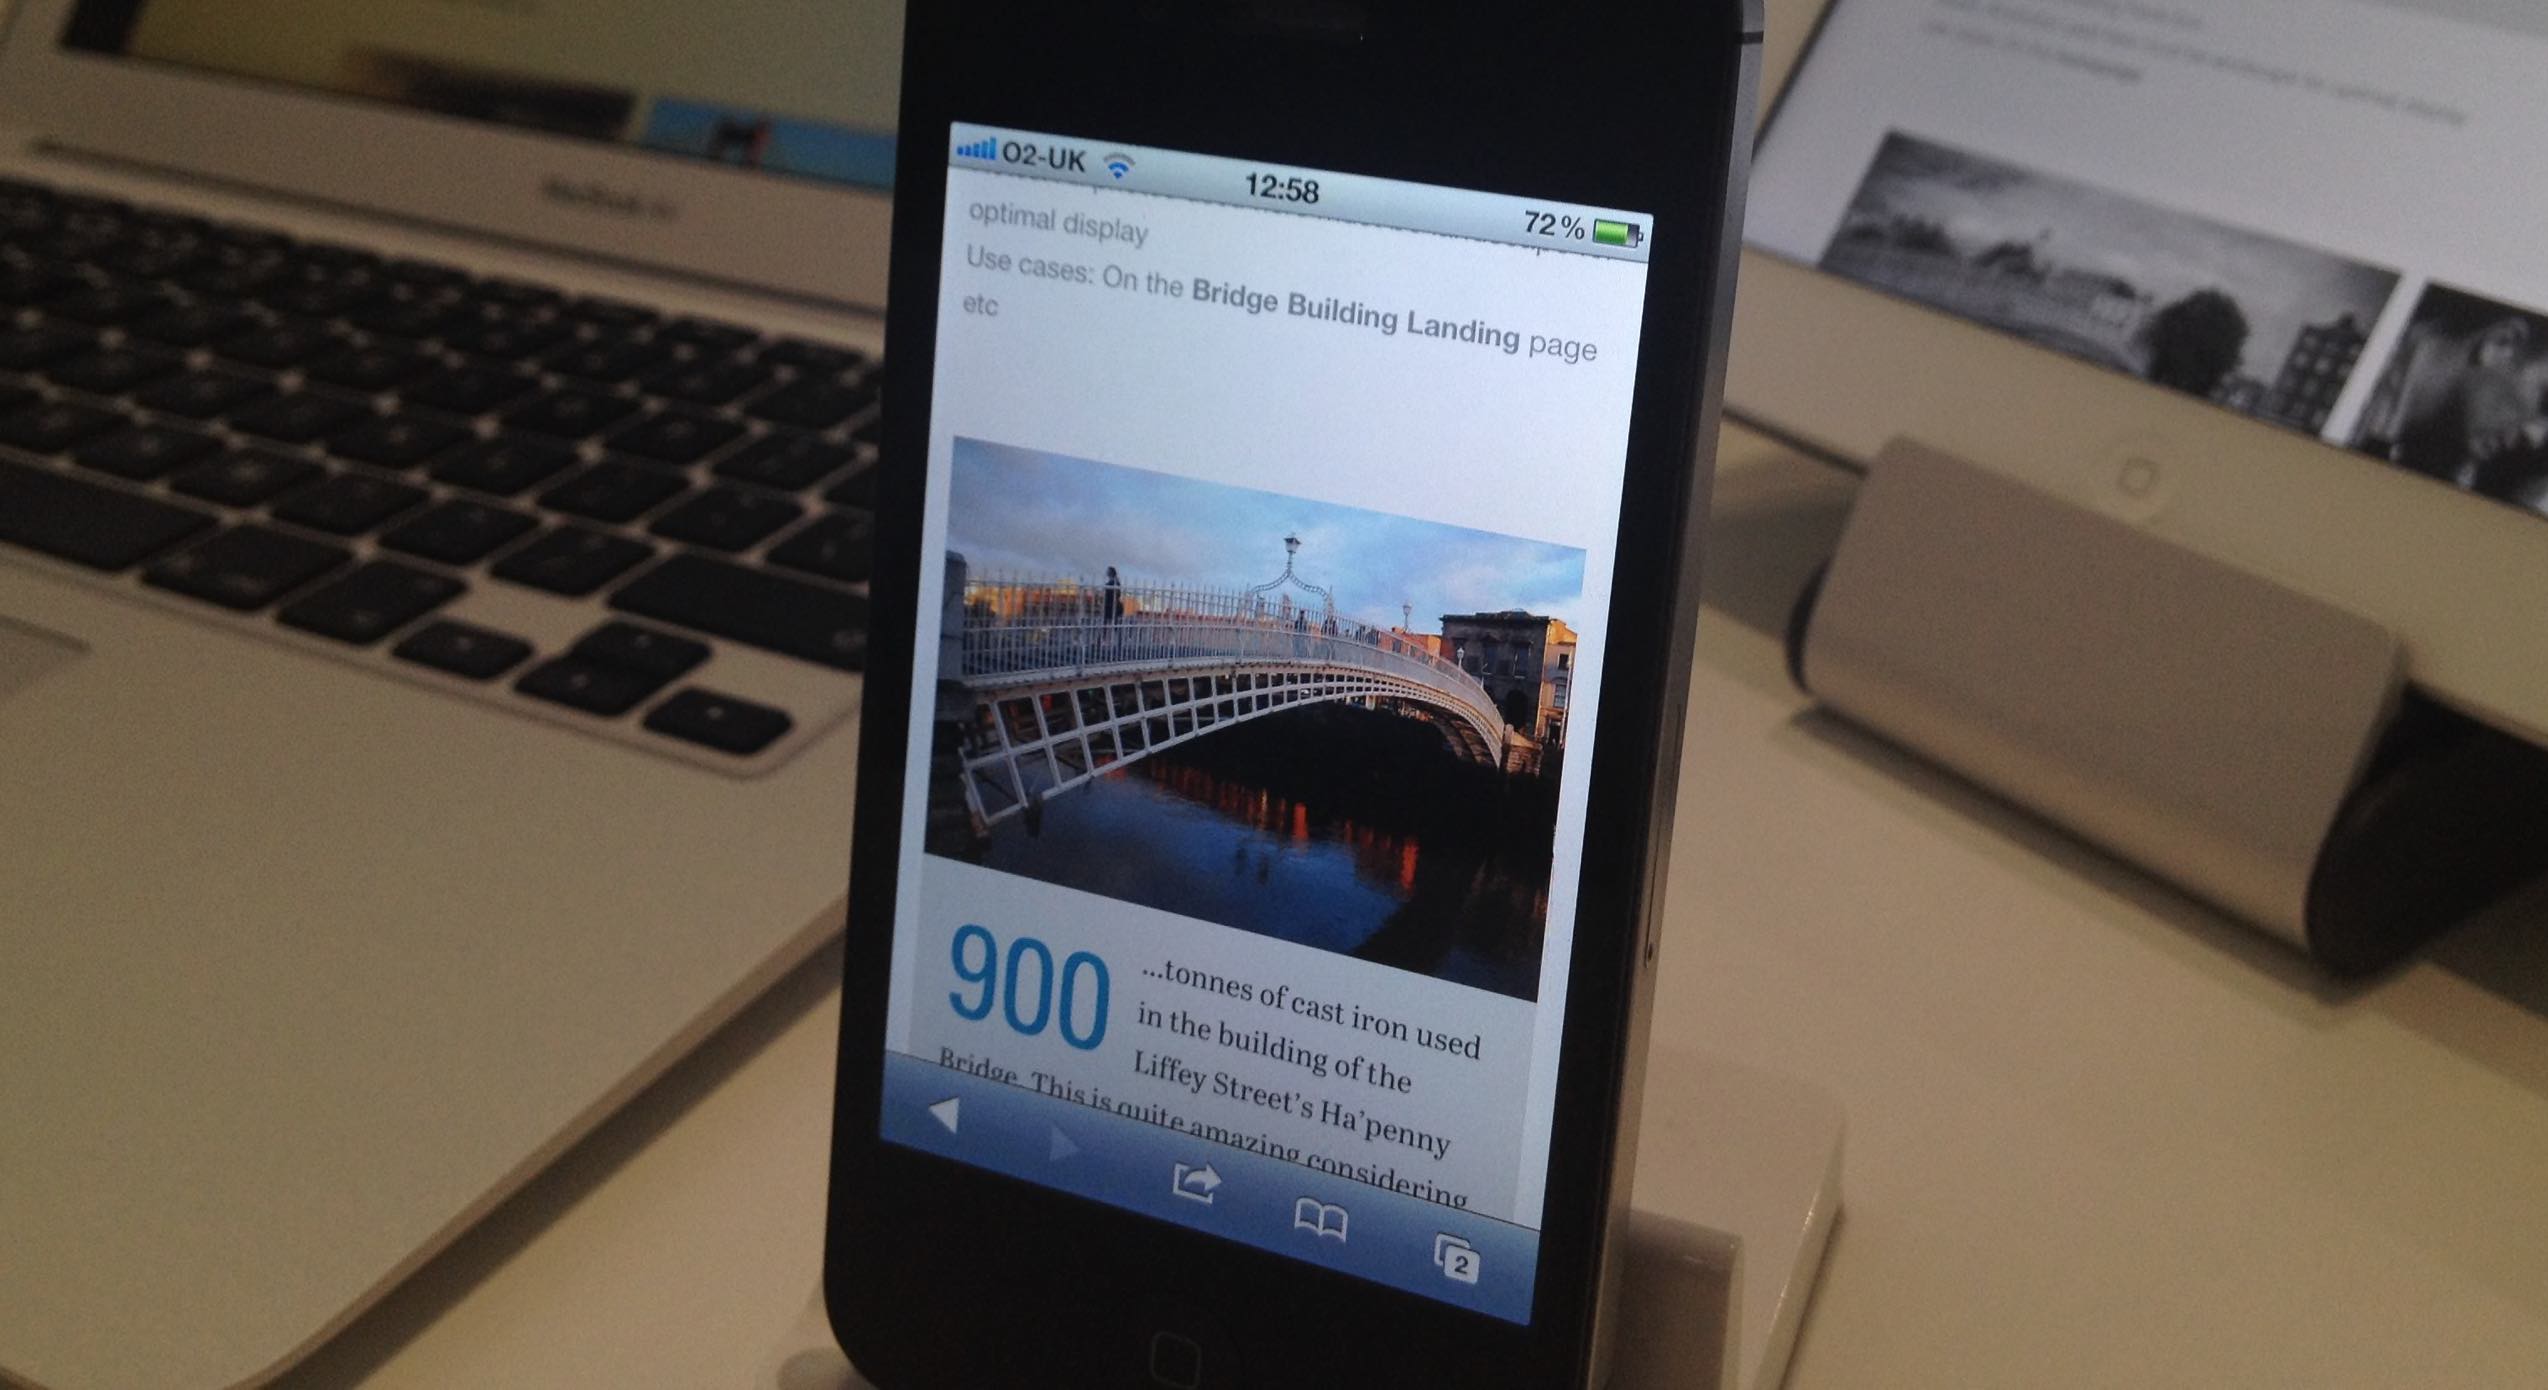 O2-UK 12:58 72%
optimal display
Use cases: On the Bridge Building Landing page
etc
900
...tonnes of cast iron used
in the building of the
Liffey Street's Ha'penny
Bridge. This is quite amazing considering
2
MacBook Air